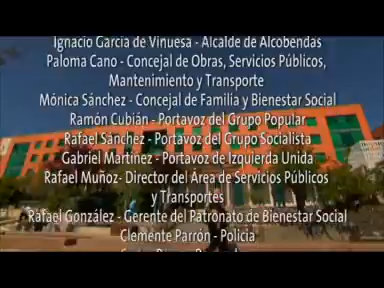 Ignacio García de Vinuesa - Alcalde de Alcobendas
Paloma Cano - Concejal de Obras, Servicios Públicos,
Mantenimiento y Transporte
Mónica Sánchez - Concejal de Familia y Bienestar Social
Ramón Cubián - Portavoz del Grupo Popular
Rafael Sánchez - Portavoz del Grupo Socialista
Gabriel Martínez - Portavoz de Izquierda Unida
Rafael Muñoz- Director del Área de Servicios Públicos
y Transportes
Rafael González - Gerente del Patronato de Bienestar Social
Clemente Parrón - Policia